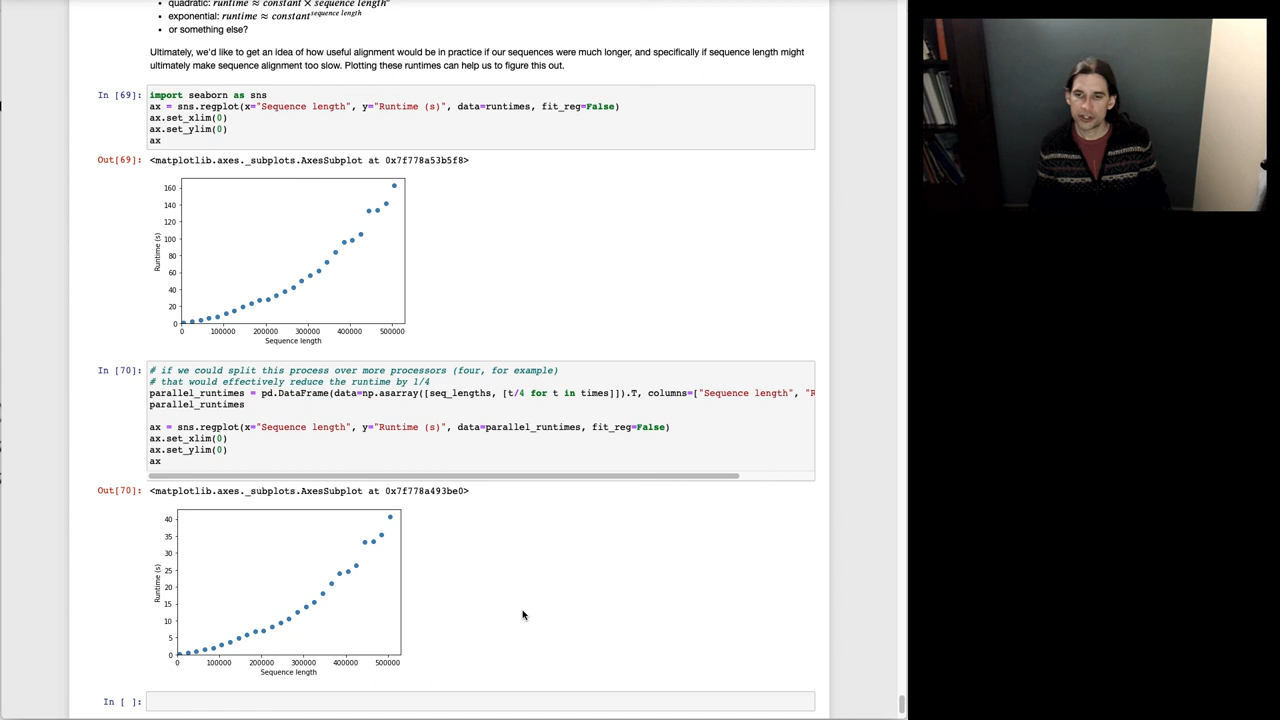 quadratic: runtime ≈ constant × sequence length²
exponential: runtime ≈ constant^sequence length
or something else?
Ultimately, we'd like to get an idea of how useful alignment would be in practice if our sequences were much longer, and specifically if sequence length might
ultimately make sequence alignment too slow. Plotting these runtimes can help us to figure this out.
In [69]:
import seaborn as sns
ax = sns.regplot(x="Sequence length", y="Runtime (s)", data=runtimes, fit_reg=False)
ax.set_xlim(0)
ax.set_ylim(0)
ax
Out[69]: <matplotlib.axes._subplots.AxesSubplot at 0x7f778a53b5f8>
160
140
120
100
80
60
40
20
0
Runtime (s)
0 100000 200000 300000 400000 500000
Sequence length
In [70]:
# if we could split this process over more processors (four, for example)
# that would effectively reduce the runtime by 1/4
parallel_runtimes = pd.DataFrame(data=np.asarray([seq_lengths, [t/4 for t in times]]).T, columns=["Sequence length", "R
parallel_runtimes
ax = sns.regplot(x="Sequence length", y="Runtime (s)", data=parallel_runtimes, fit_reg=False)
ax.set_xlim(0)
ax.set_ylim(0)
ax
Out[70]: <matplotlib.axes._subplots.AxesSubplot at 0x7f778a493be0>
40
35
30
25
20
15
10
5
0
Runtime (s)
0 100000 200000 300000 400000 500000
Sequence length
In [ ]: